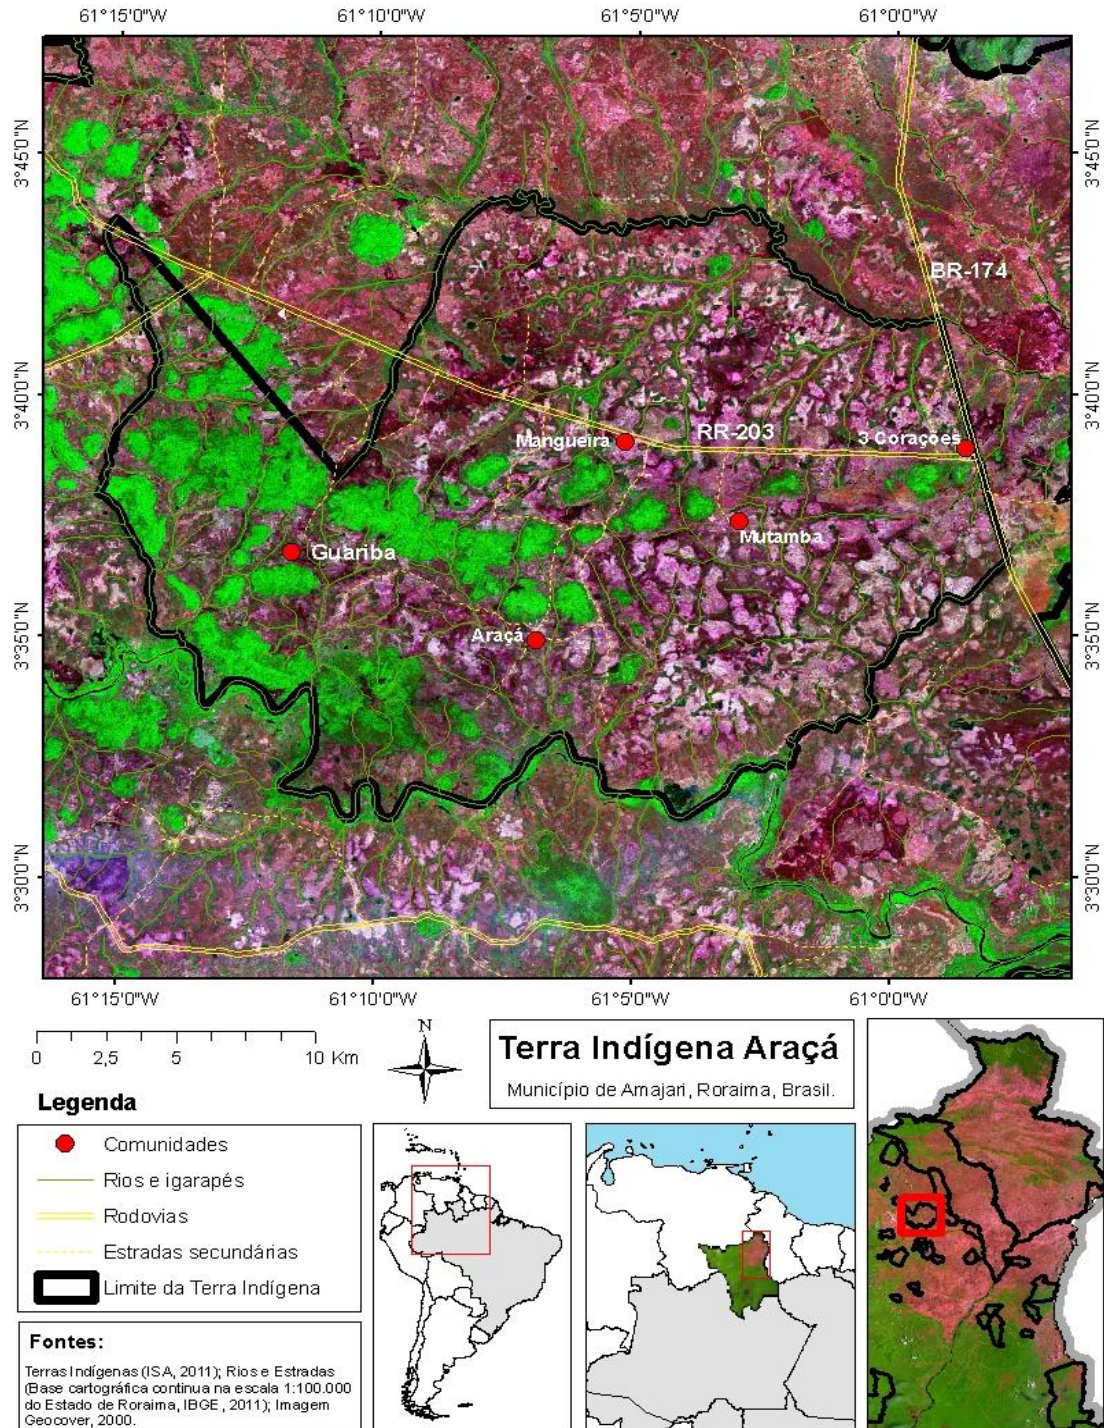 61°15'0"W 61°10'0"W 61°5'0"W 61°0'0"W
3°45'0"N 3°45'0"N
BR-174
3°40'0"N 3°40'0"N
Mangueira RR-203 3 Corações
Guariba Mutamba
3°35'0"N Araçá 3°35'0"N
3°30'0"N 3°30'0"N
61°15'0"W 61°10'0"W 61°5'0"W 61°0'0"W
0 2,5 5 10 Km
N
Terra Indígena Araçá
Município de Amajari, Roraima, Brasil.
Legenda
Comunidades
Rios e igarapés
Rodovias
Estradas secundárias
Limite da Terra Indígena
Fontes:
Terras Indígenas (ISA, 2011); Rios e Estradas
(Base cartográfica continua na escala 1:100.000
do Estado de Roraima, IBGE, 2011); Imagem
Geocover, 2000.